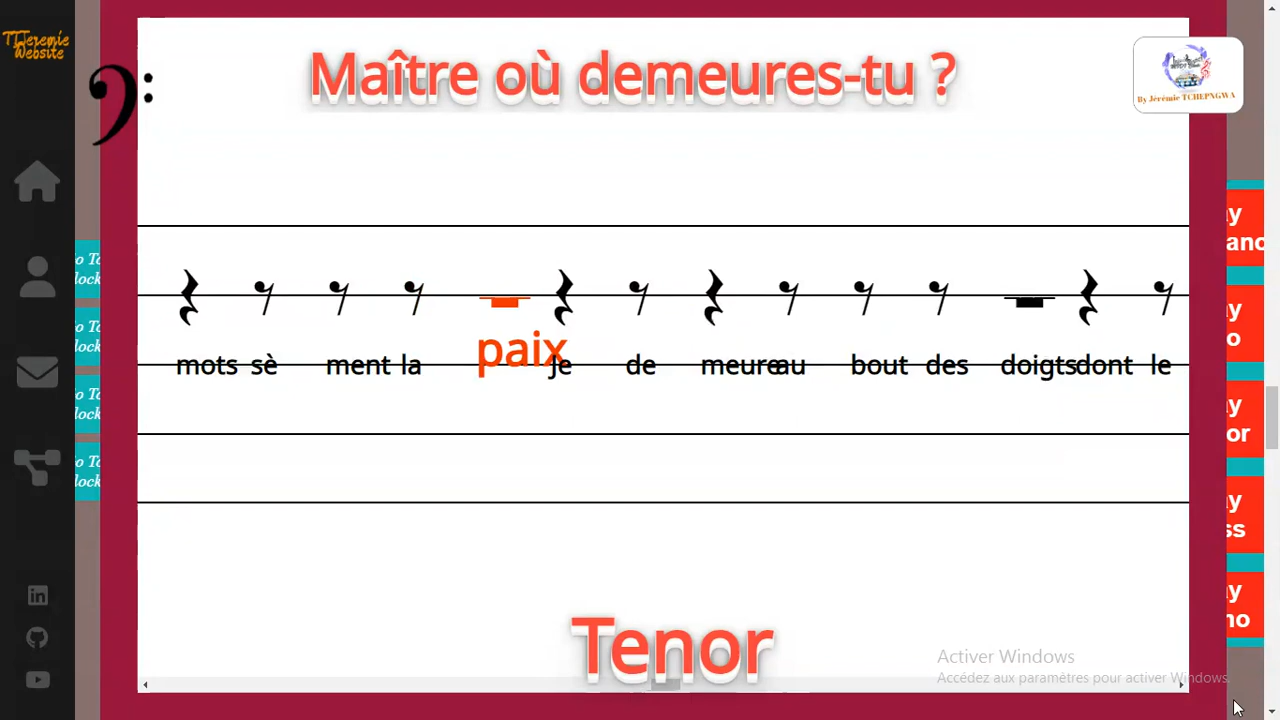 TTJeremie
Website
Maître où demeures-tu ?
By Jérémie TCHEPNGWA
mots sè ment la paix je de meure au bout des doigts dont le
Tenor
Activer Windows
Accédez aux paramètres pour activer Windows.